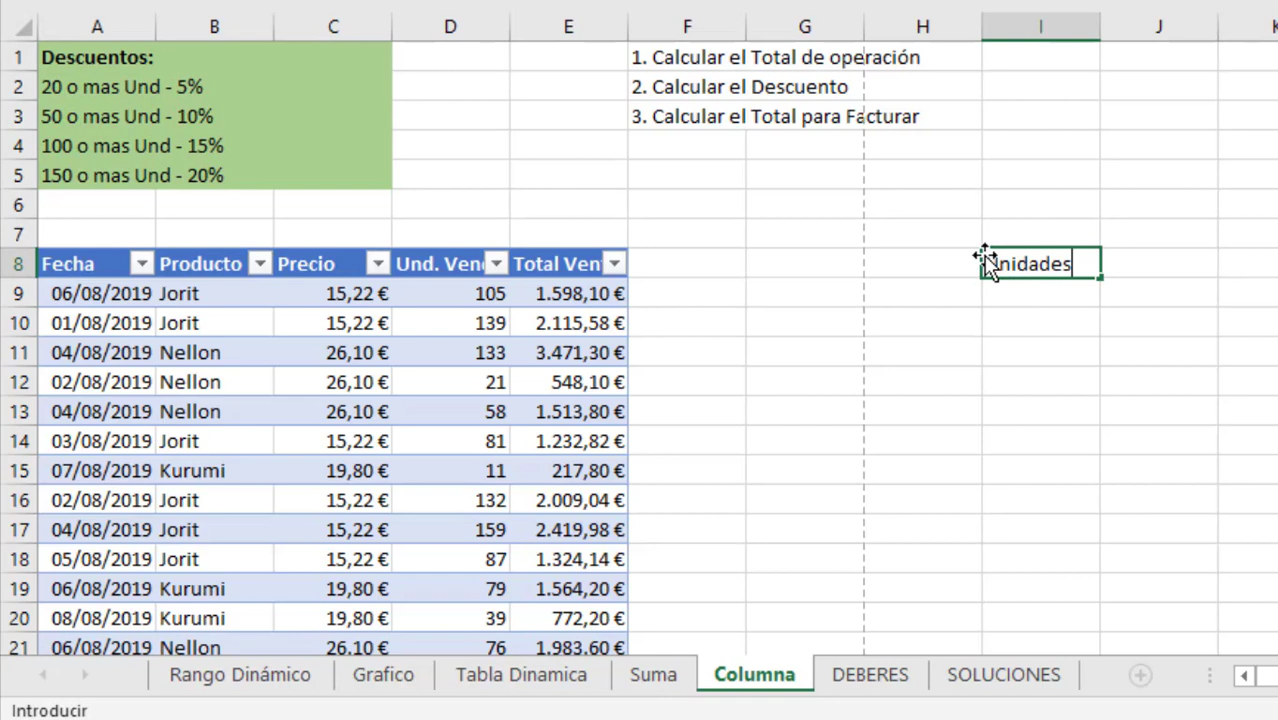 A B C D E F G H I J K
1 Descuentos: 1. Calcular el Total de operación
2 20 o mas Und - 5% 2. Calcular el Descuento
3 50 o mas Und - 10% 3. Calcular el Total para Facturar
4 100 o mas Und - 15%
5 150 o mas Und - 20%
6
7
8 Fecha Producto Precio Und. Ven Total Ven nidades
9 06/08/2019 Jorit 15,22 € 105 1.598,10 €
10 01/08/2019 Jorit 15,22 € 139 2.115,58 €
11 04/08/2019 Nellon 26,10 € 133 3.471,30 €
12 02/08/2019 Nellon 26,10 € 21 548,10 €
13 04/08/2019 Nellon 26,10 € 58 1.513,80 €
14 03/08/2019 Jorit 15,22 € 81 1.232,82 €
15 07/08/2019 Kurumi 19,80 € 11 217,80 €
16 02/08/2019 Jorit 15,22 € 132 2.009,04 €
17 04/08/2019 Jorit 15,22 € 159 2.419,98 €
18 05/08/2019 Jorit 15,22 € 87 1.324,14 €
19 06/08/2019 Kurumi 19,80 € 79 1.564,20 €
20 08/08/2019 Kurumi 19,80 € 39 772,20 €
21 06/08/2019 Nellon 26,10 € 76 1.983,60 €
Rango Dinámico Grafico Tabla Dinamica Suma Columna DEBERES SOLUCIONES
Introducir